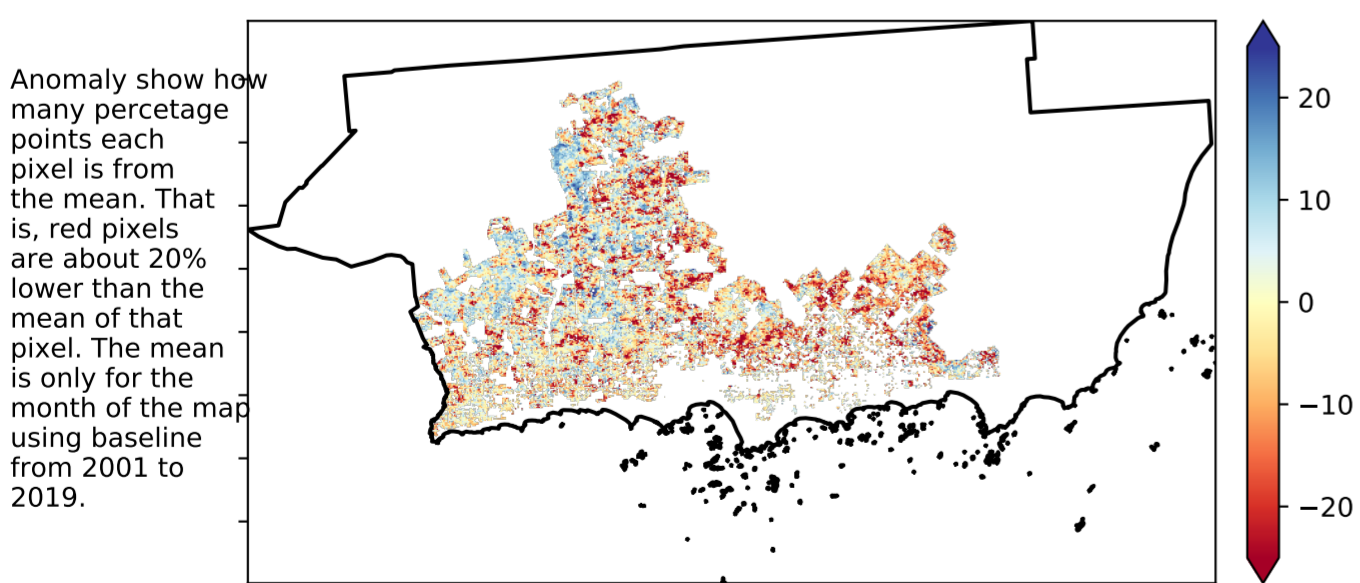 Anomaly show how
many percetage
points each
pixel is from
the mean. That
is, red pixels
are about 20%
lower than the
mean of that
pixel. The mean
is only for the
month of the map
using baseline
from 2001 to
2019.
20
10
0
−10
−20